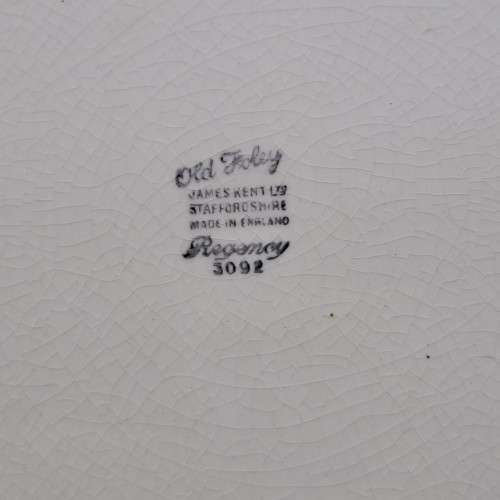 Old Foley
JAMES KENT LTD
STAFFORDSHIRE
MADE IN ENGLAND
Regency
3092